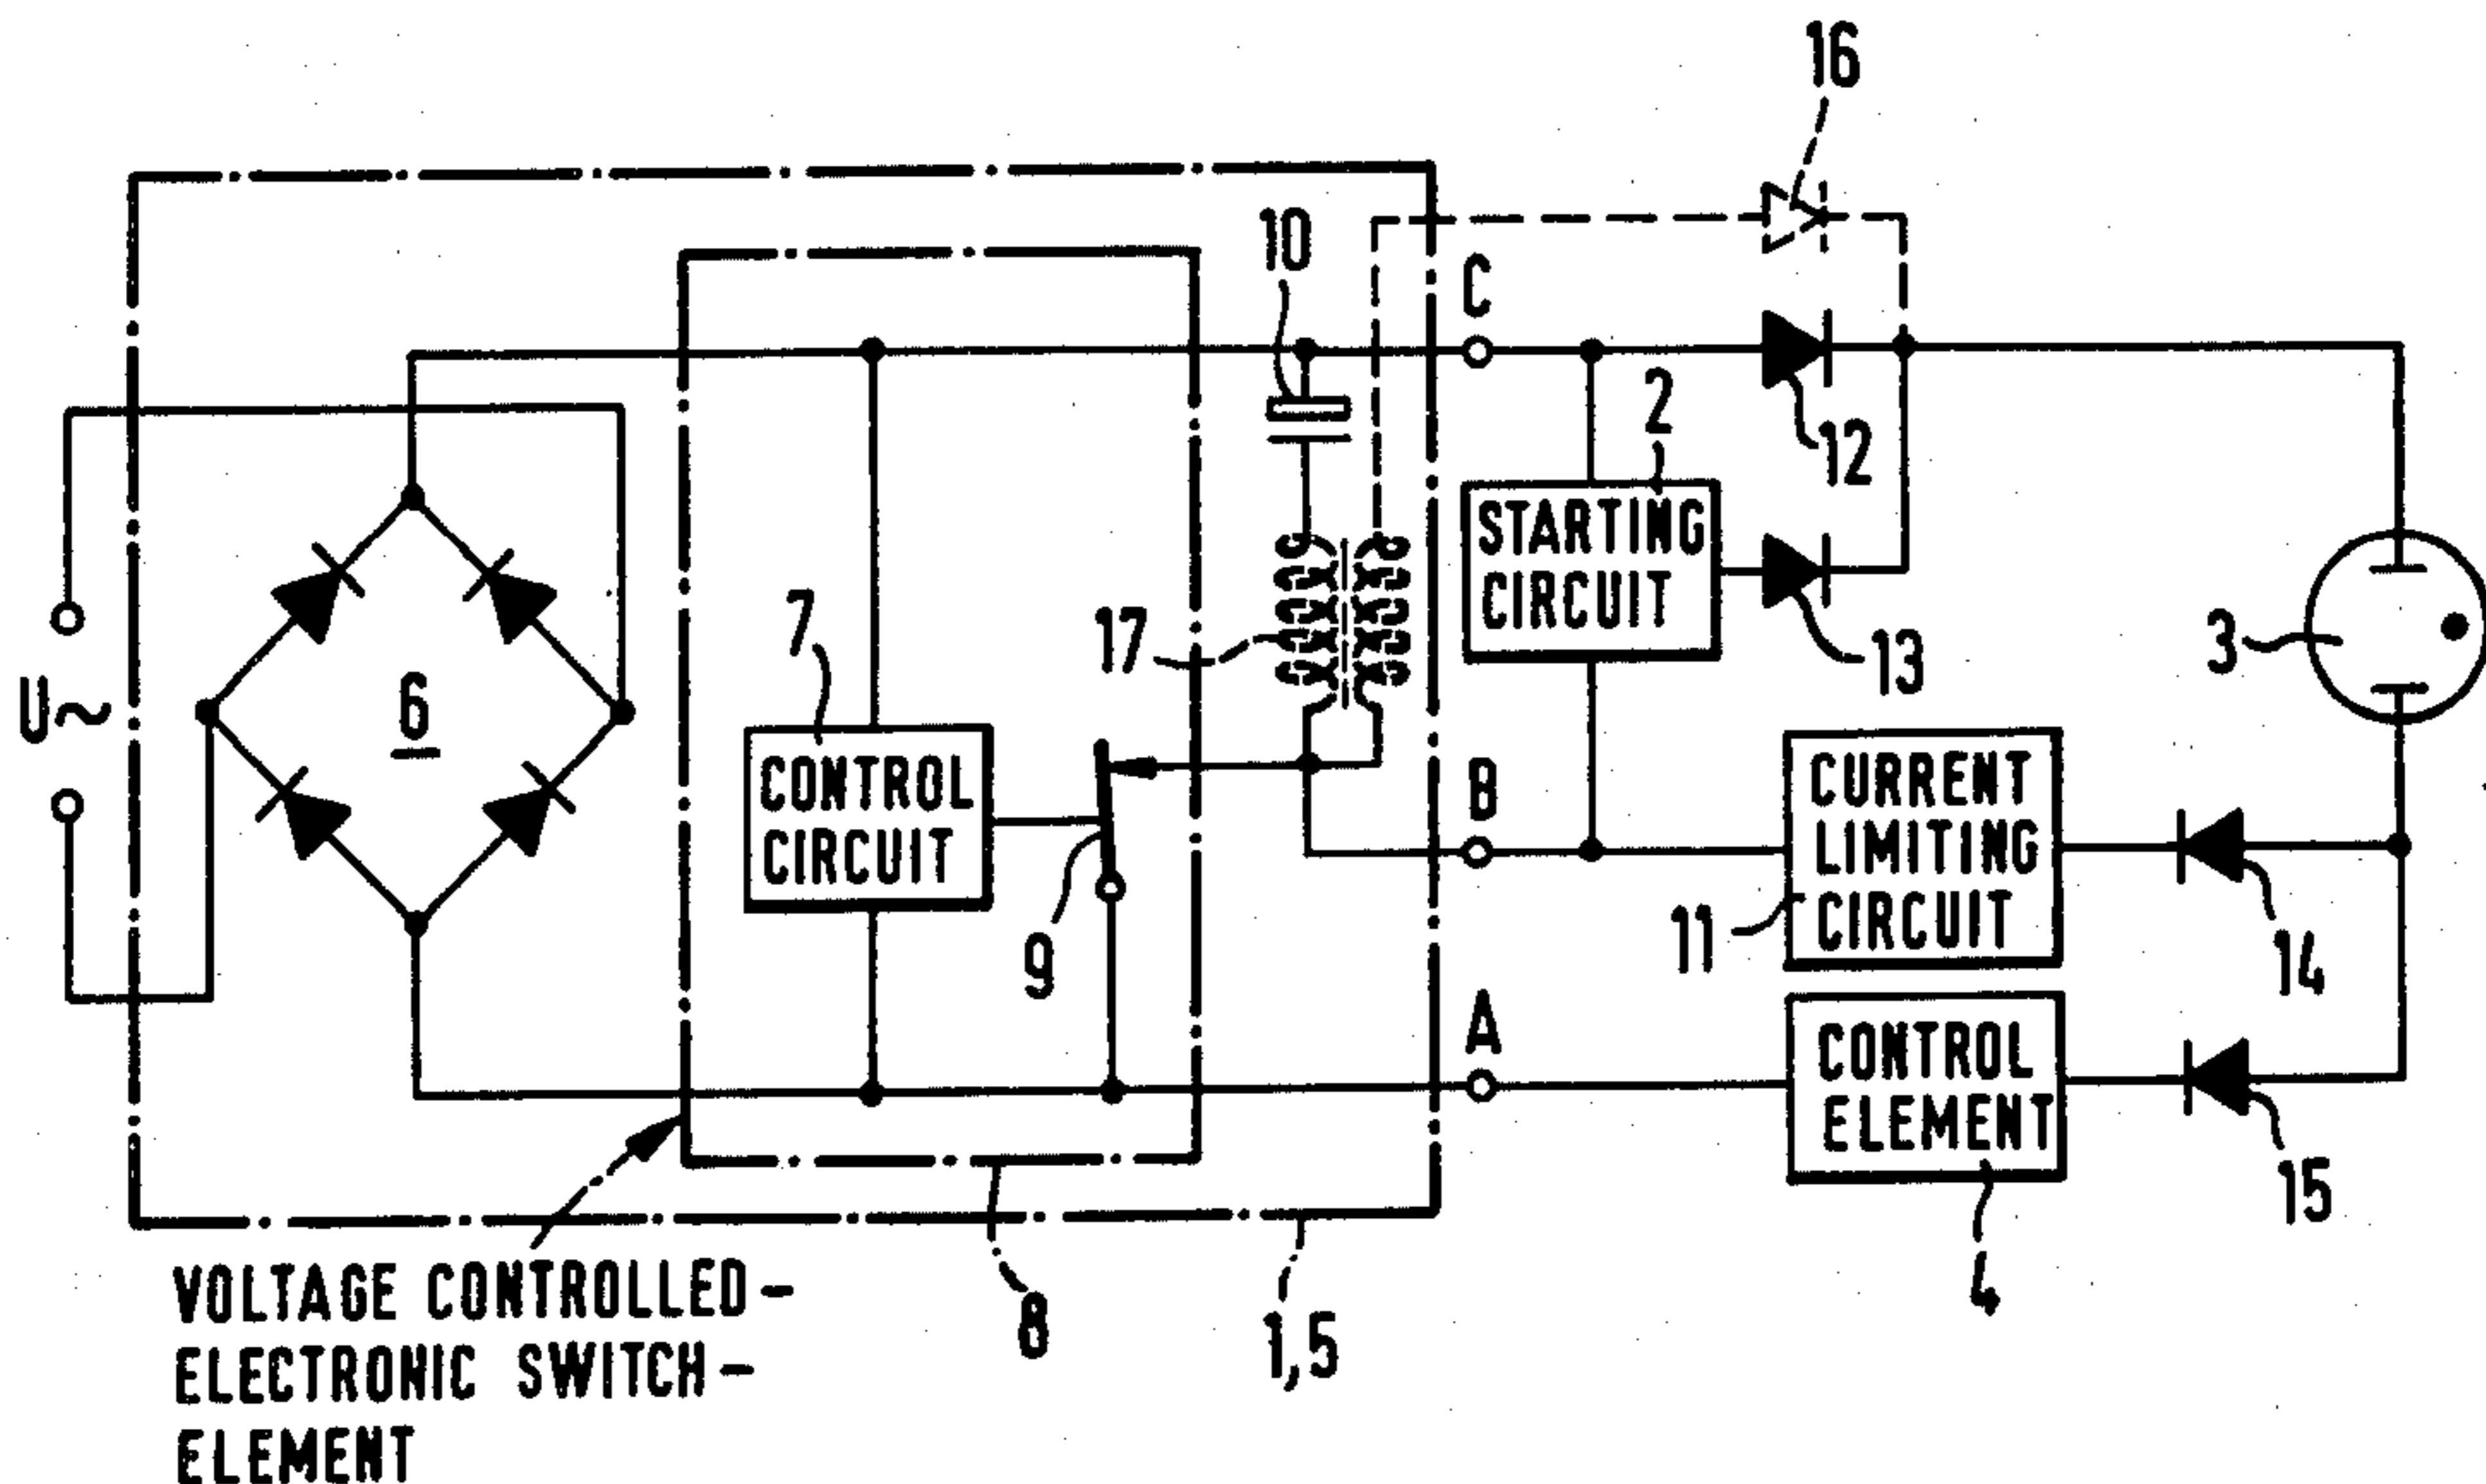 16
10
C
2
12
STARTING
CIRCUIT
7
17
3
13
U~
6
CONTROL
CIRCUIT
B
CURRENT
LIMITING
CIRCUIT
11
9
14
A
CONTROL
ELEMENT
15
4
VOLTAGE CONTROLLED-
ELECTRONIC SWITCH-
ELEMENT
8
1,5